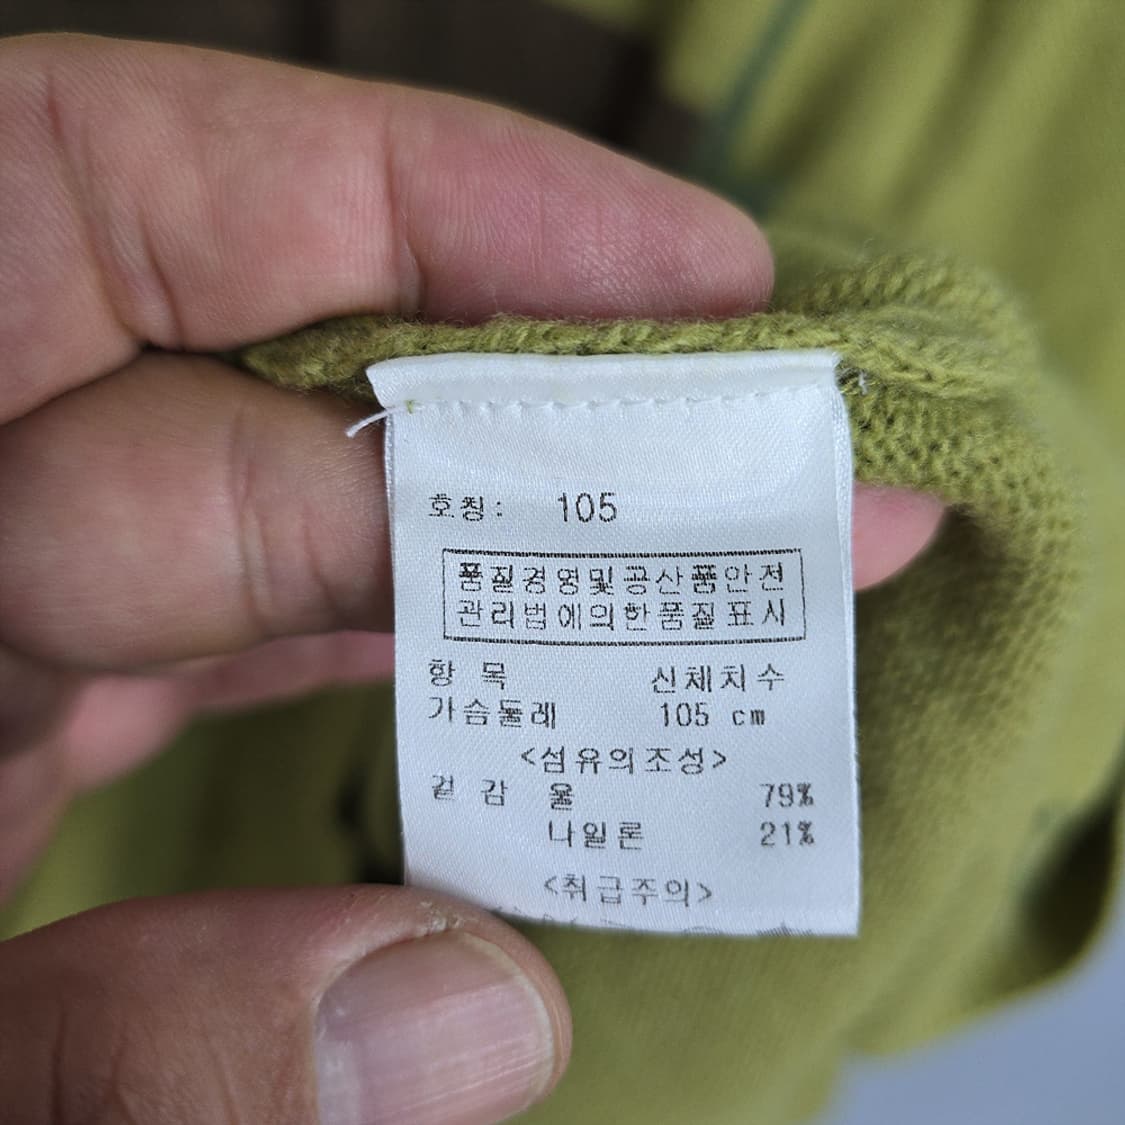 호칭: 105
품질경영및공산품안전
관리법에의한품질표시
항 목 신체치수
가슴둘레 105 cm
<섬유의조성>
겉 감 울 79%
나일론 21%
<취급주의>